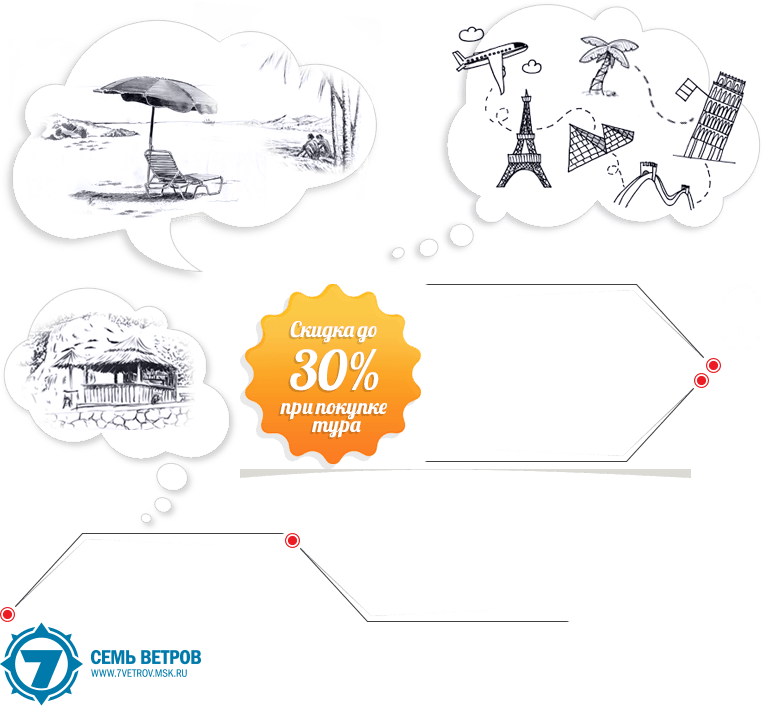 Скидка до
30%
при покупке
тура
7
СЕМЬ ВЕТРОВ
WWW.7VETROV.MSK.RU